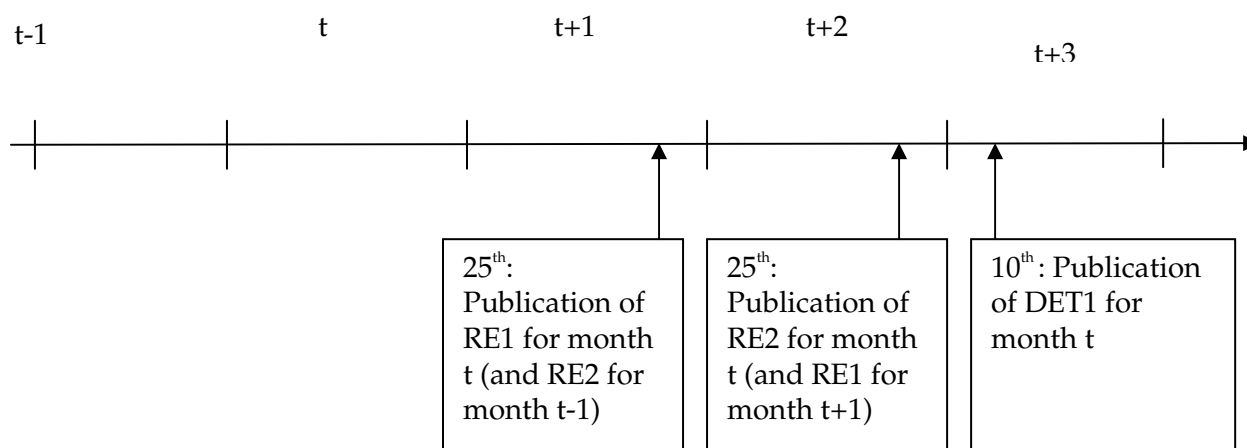 t-1
t
t+1
t+2
t+3
25th:
Publication of
RE1 for month
t (and RE2 for
month t-1)
25th:
Publication of
RE2 for month
t (and RE1 for
month t+1)
10th : Publication
of DET1 for
month t